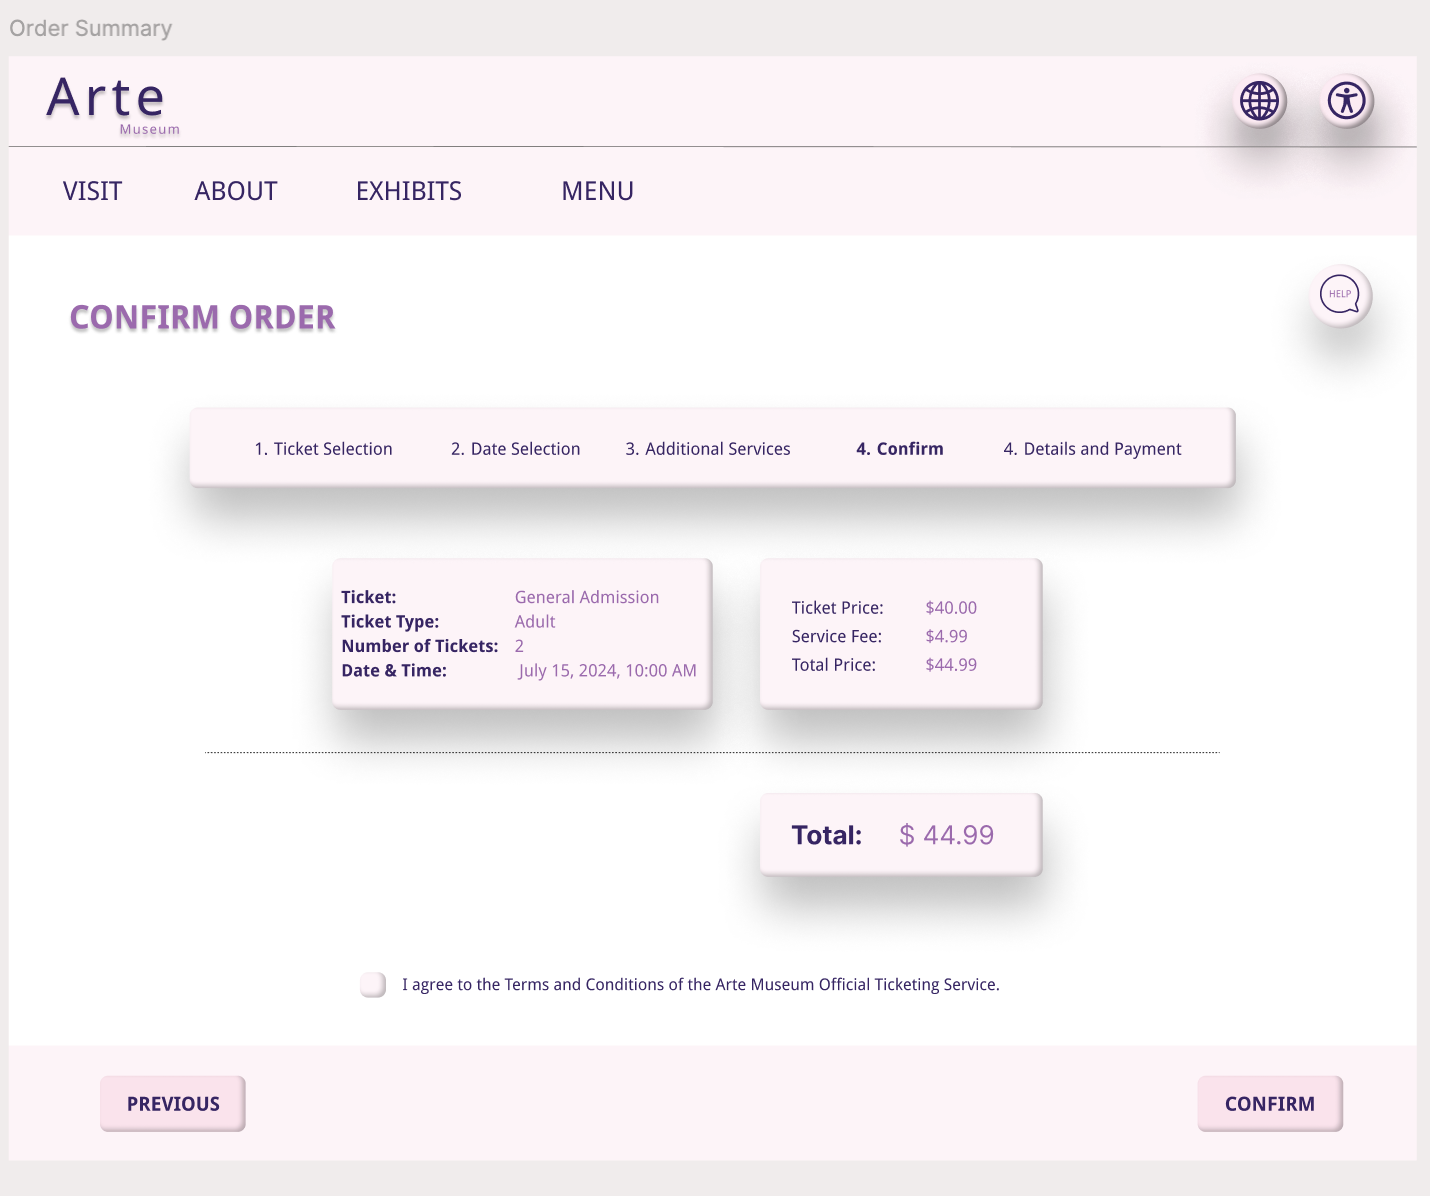 Order Summary
Arte
Museum
VISIT ABOUT EXHIBITS MENU
HELP
CONFIRM ORDER
1. Ticket Selection 2. Date Selection 3. Additional Services 4. Confirm 4. Details and Payment
Ticket: General Admission
Ticket Type: Adult
Number of Tickets: 2
Date & Time: July 15, 2024, 10:00 AM
Ticket Price: $40.00
Service Fee: $4.99
Total Price: $44.99
Total: $ 44.99
I agree to the Terms and Conditions of the Arte Museum Official Ticketing Service.
PREVIOUS CONFIRM